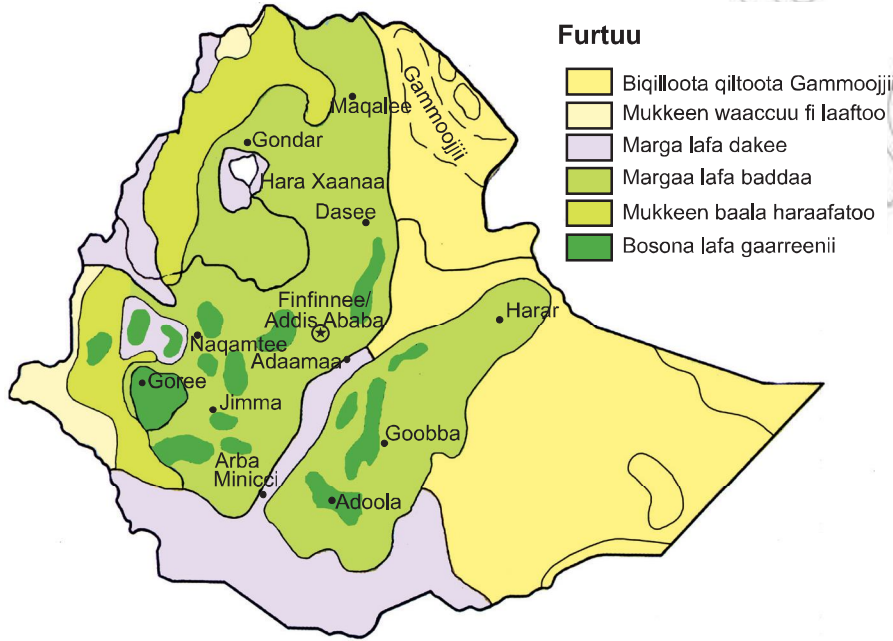 Furtuu
Biqilloota qiltoota Gammoojjii
Mukkeen waaccuu fi laaftoo
Marga lafa dakee
Margaa lafa baddaa
Mukkeen baala haraafatoo
Bosona lafa gaarreenii
Gammoojjii
Maqalee
Gondar
Hara Xaanaa
Dasee
Finfinnee/
Addis Ababa
Harar
Naqamtee
Adaamaa
Goree
Jimma
Goobba
Arba
Minicci
Adoola